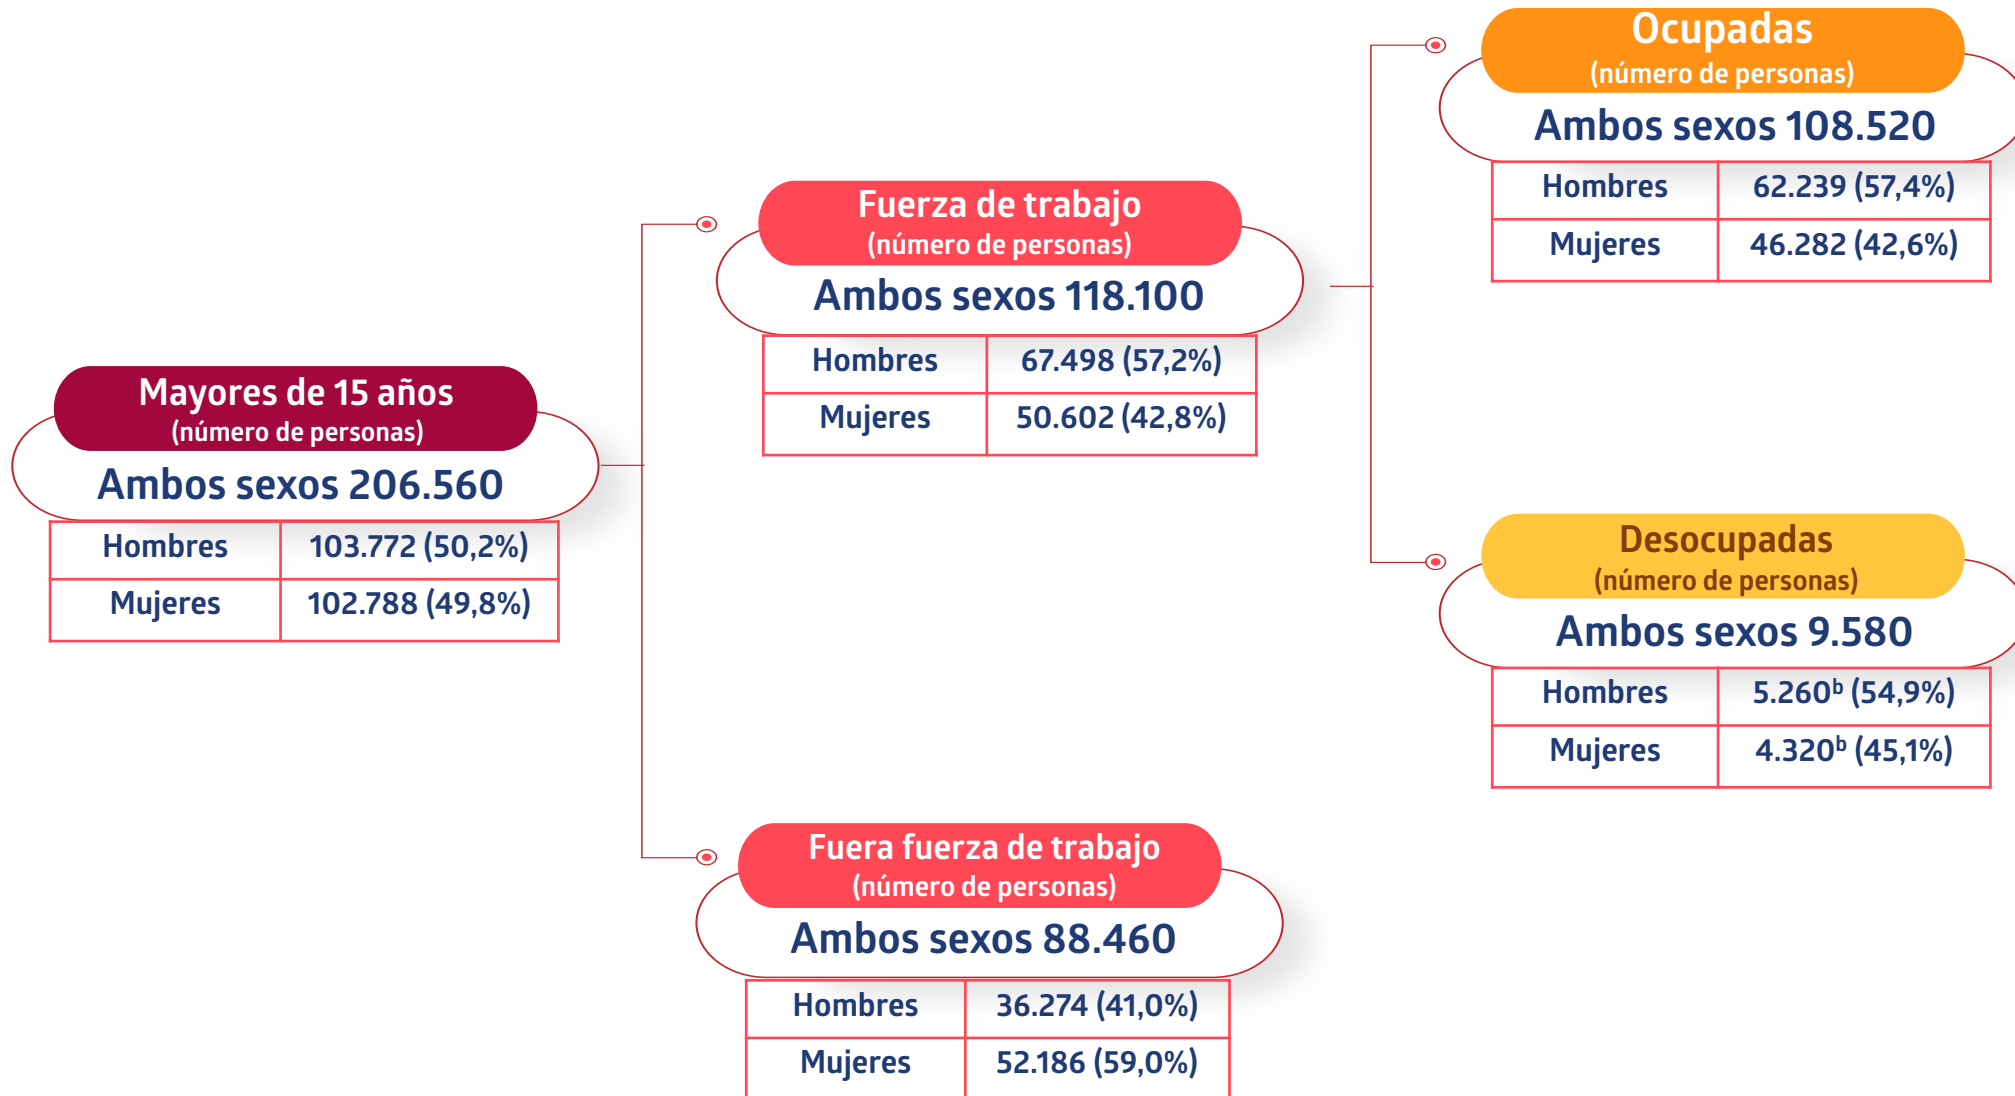 Mayores de 15 años
(número de personas)
Ambos sexos 206.560
Hombres 103.772 (50,2%)
Mujeres 102.788 (49,8%)
Fuerza de trabajo
(número de personas)
Ambos sexos 118.100
Hombres 67.498 (57,2%)
Mujeres 50.602 (42,8%)
Fuera fuerza de trabajo
(número de personas)
Ambos sexos 88.460
Hombres 36.274 (41,0%)
Mujeres 52.186 (59,0%)
Ocupadas
(número de personas)
Ambos sexos 108.520
Hombres 62.239 (57,4%)
Mujeres 46.282 (42,6%)
Desocupadas
(número de personas)
Ambos sexos 9.580
Hombres 5.260ᵇ (54,9%)
Mujeres 4.320ᵇ (45,1%)